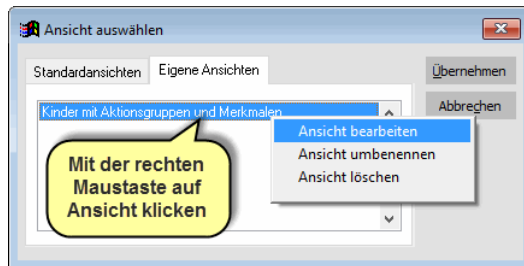 Ansicht auswählen
Standardansichten
Eigene Ansichten
Übernehmen
Abbrechen
Kinder mit Aktionsgruppen und Merkmalen
Ansicht bearbeiten
Ansicht umbenennen
Ansicht löschen
Mit der rechten
Maustaste auf
Ansicht klicken